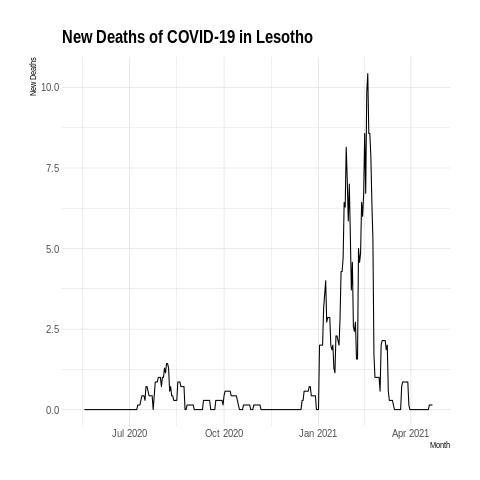 New Deaths of COVID-19 in Lesotho
New Deaths
10.0
7.5
5.0
2.5
0.0
Jul 2020
Oct 2020
Jan 2021
Apr 2021
Month